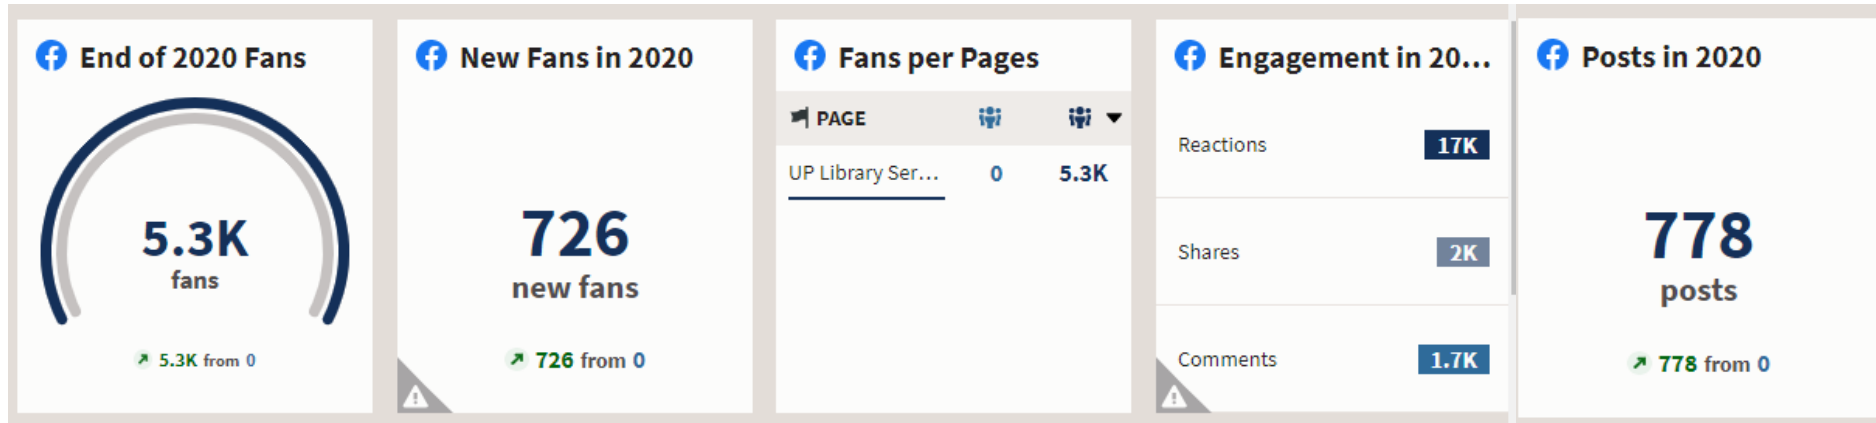 End of 2020 Fans
5.3K
fans
5.3K from 0
New Fans in 2020
726
new fans
726 from 0
Fans per Pages
PAGE
UP Library Ser... 0 5.3K
Engagement in 20...
Reactions 17K
Shares 2K
Comments 1.7K
Posts in 2020
778
posts
778 from 0